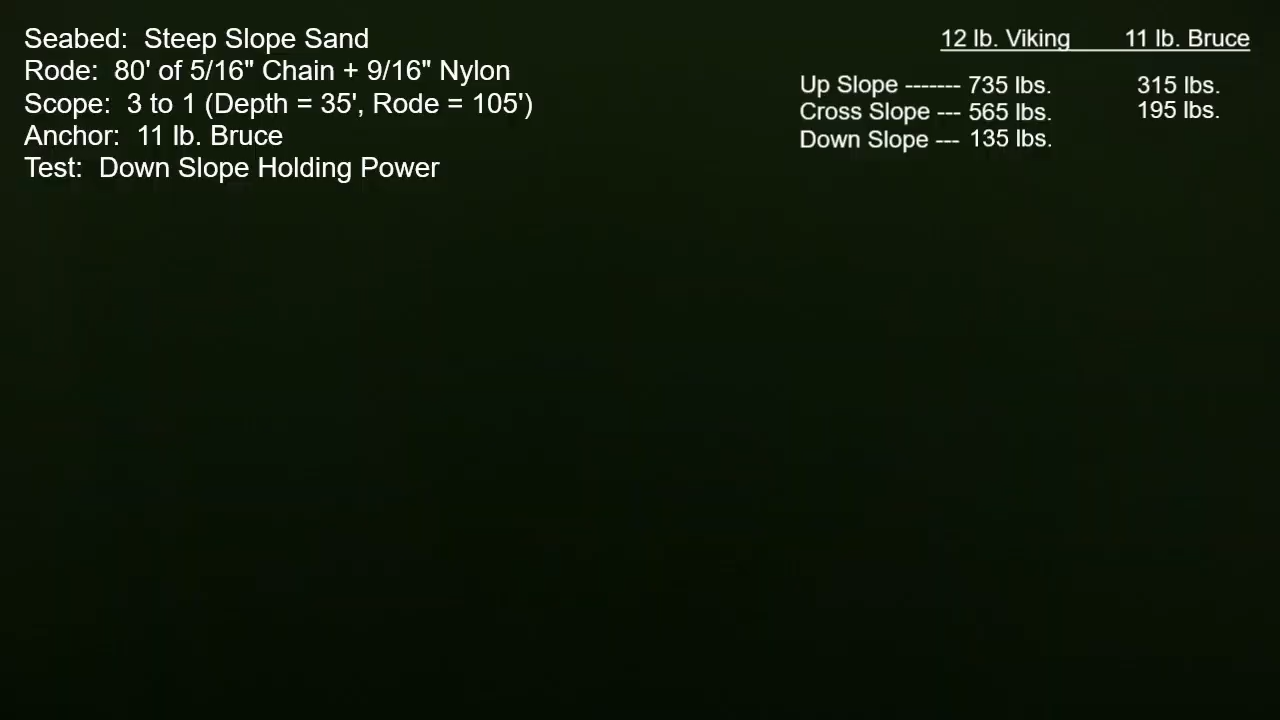 Seabed: Steep Slope Sand
Rode: 80' of 5/16" Chain + 9/16" Nylon
Scope: 3 to 1 (Depth = 35', Rode = 105')
Anchor: 11 lb. Bruce
Test: Down Slope Holding Power
12 lb. Viking 11 lb. Bruce
Up Slope ------- 735 lbs. 315 lbs.
Cross Slope --- 565 lbs. 195 lbs.
Down Slope --- 135 lbs.